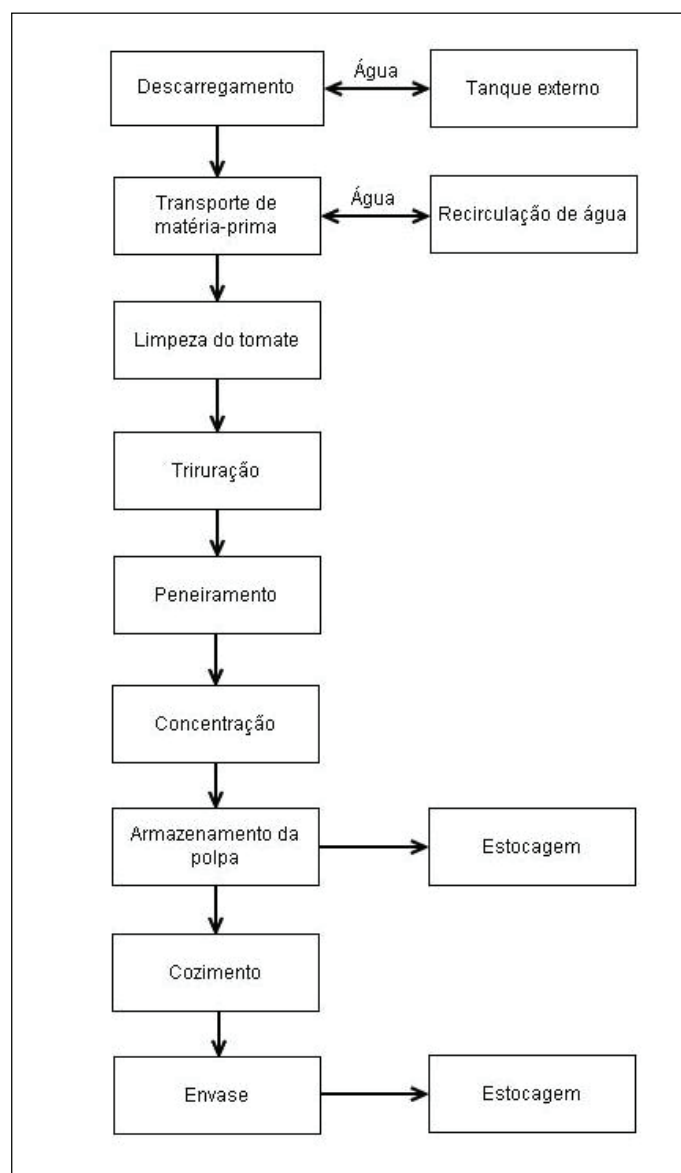 Descarregamento
Água
Tanque externo
Transporte de
matéria-prima
Água
Recirculação de água
Limpeza do tomate
Triruração
Peneiramento
Concentração
Armazenamento da
polpa
Estocagem
Cozimento
Envase
Estocagem